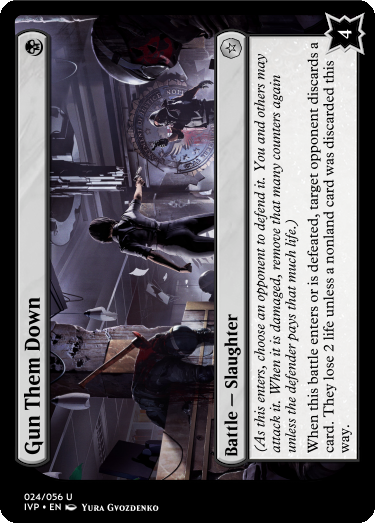 Gun Them Down
Battle – Slaughter
(As this enters, choose an opponent to defend it. You and others may
attack it. When it is damaged, remove that many counters again
unless the defender pays that much life.)
When this battle enters or is defeated, target opponent discards a
card. They lose 2 life unless a nonland card was discarded this
way.
4
024/056 U
IVP • EN Yura Gvozdenko